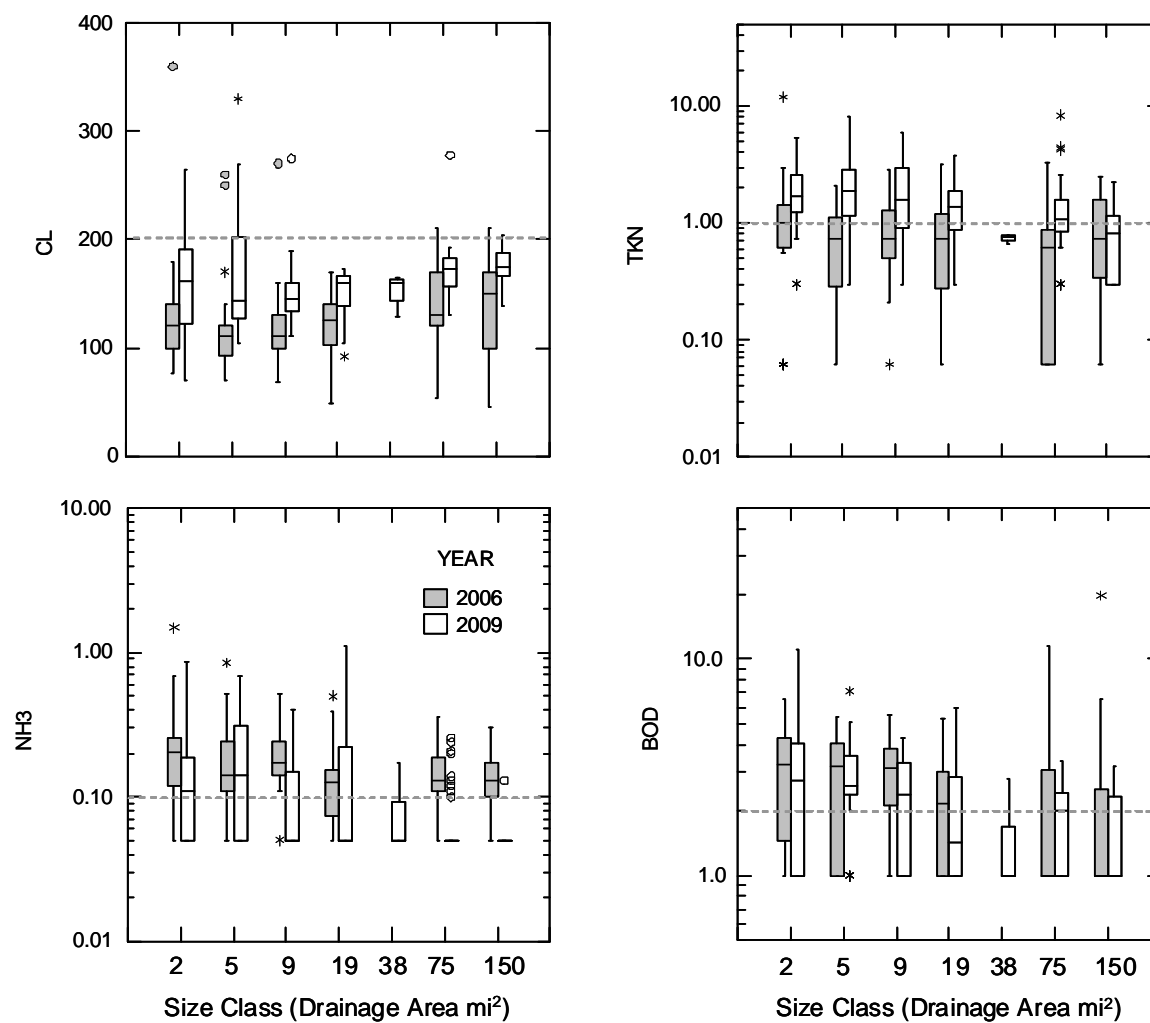 400
300
200
100
0
CL
10.00
1.00
0.10
0.01
TKN
10.00
1.00
0.10
0.01
NH3
YEAR
2006
2009
2 5 9 19 38 75 150
Size Class (Drainage Area mi²)
10.0
1.0
BOD
2 5 9 19 38 75 150
Size Class (Drainage Area mi²)